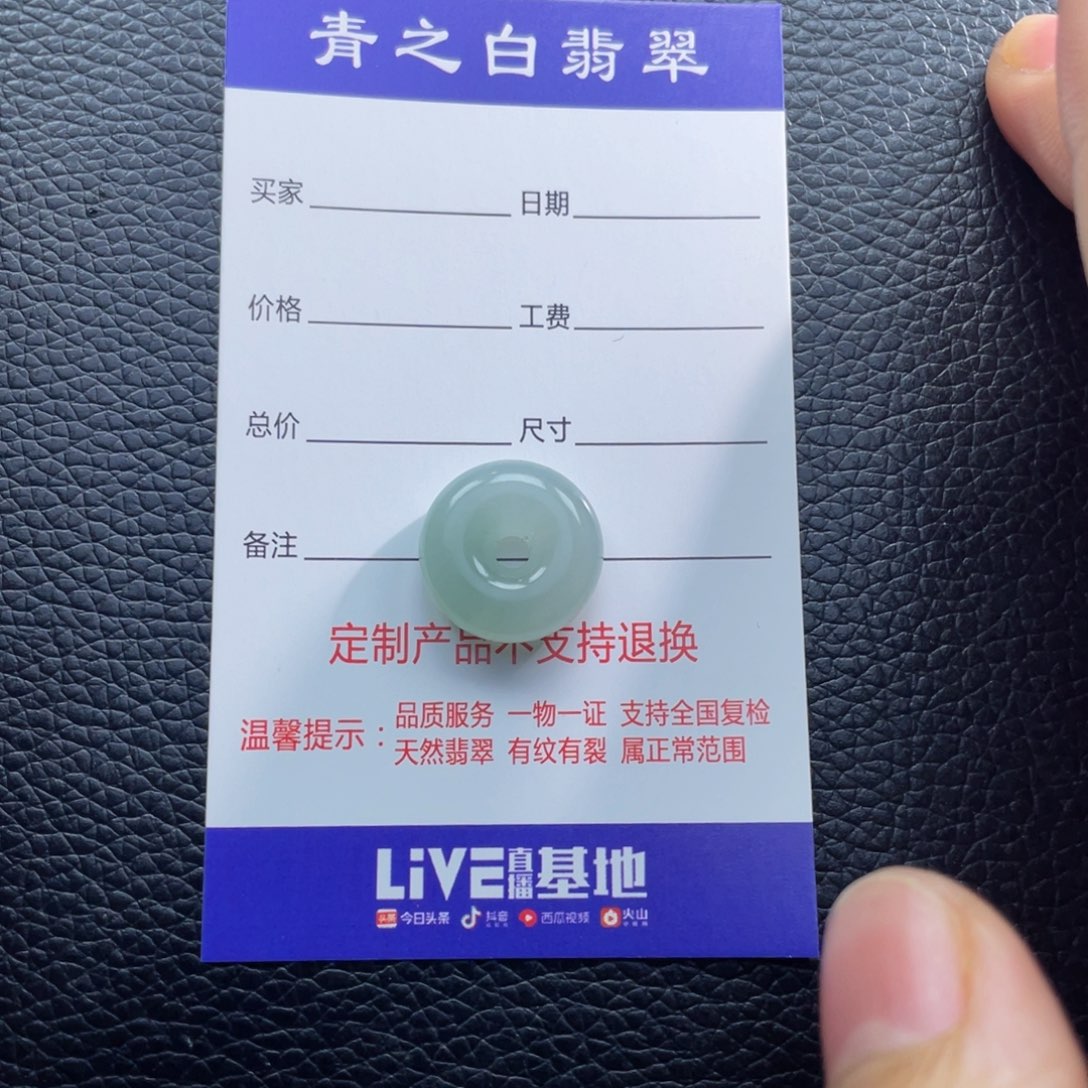 青之白翡翠
买家 日期
价格 工费
总价 尺寸
备注
定制产品不支持退换
温馨提示：
品质服务 一物一证 支持全国复检
天然翡翠 有纹有裂 属正常范围
LiVE直播基地
头条 今日头条 抖音 西瓜视频 火山